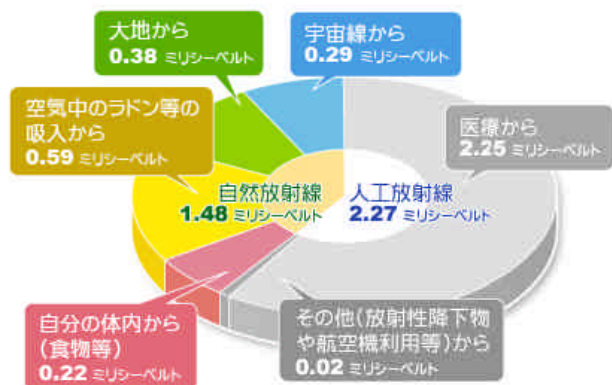 大地から
0.38 ミリシーベルト
宇宙線から
0.29 ミリシーベルト
空気中のラドン等の
吸入から
0.59 ミリシーベルト
医療から
2.25 ミリシーベルト
自然放射線
1.48 ミリシーベルト
人工放射線
2.27 ミリシーベルト
自分の体内から
(食物等)
0.22 ミリシーベルト
その他(放射性降下物
や航空機利用等)から
0.02 ミリシーベルト